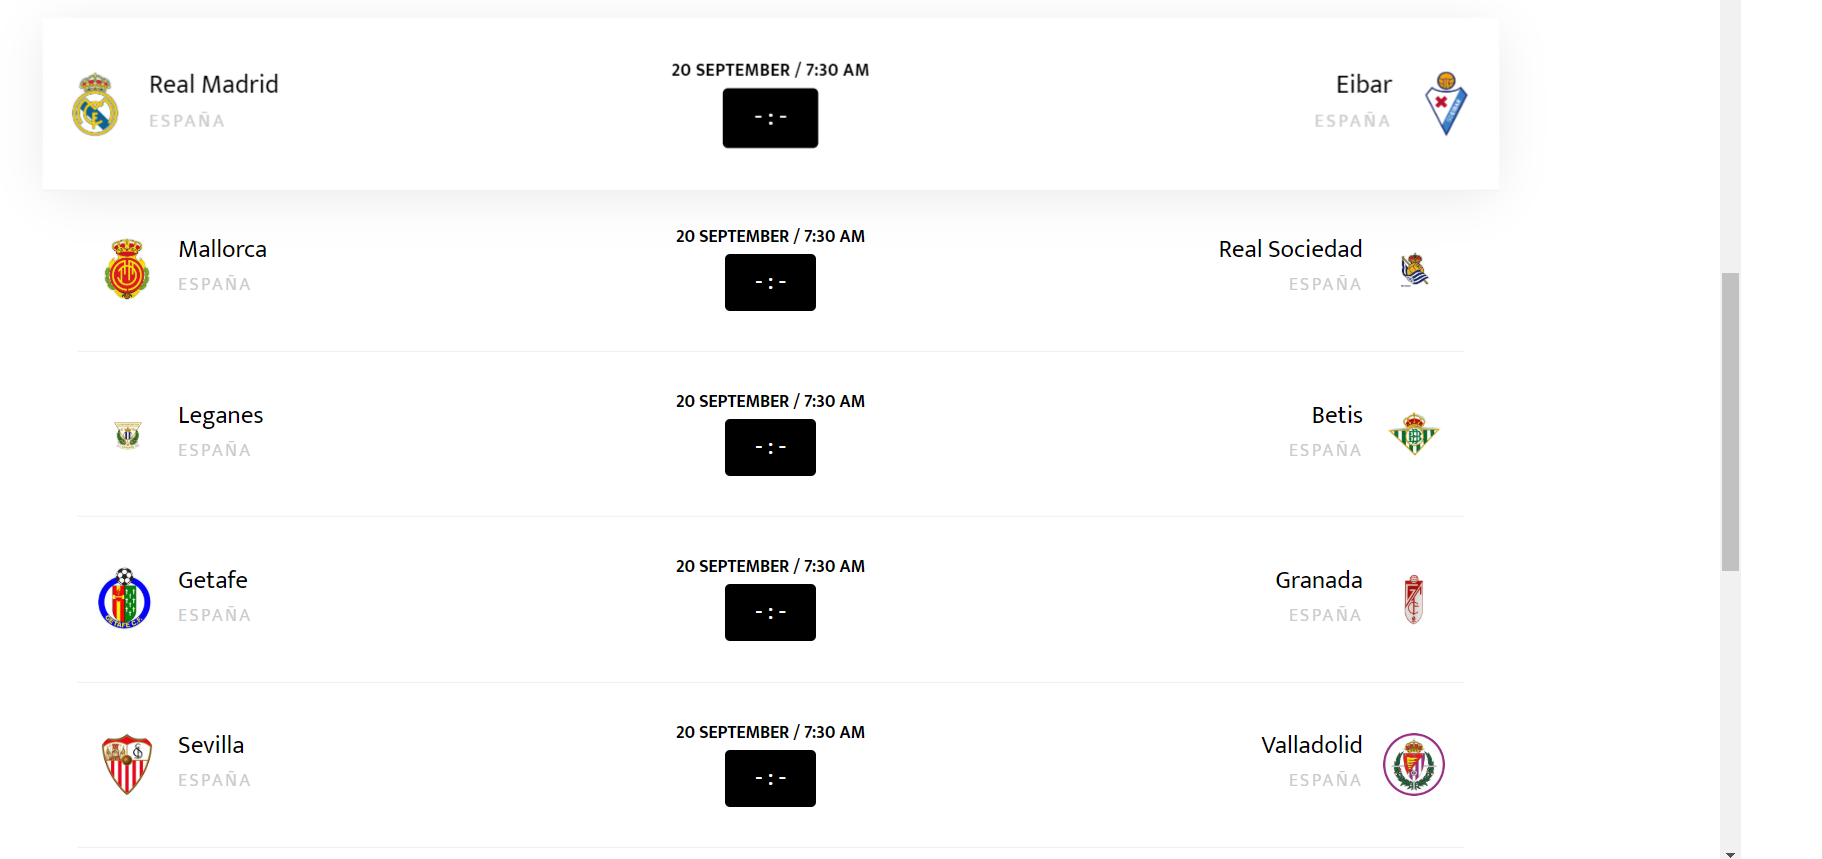 20 SEPTEMBER / 7:30 AM
Real Madrid
Eibar
ESPAÑA
- : -
ESPAÑA
20 SEPTEMBER / 7:30 AM
Mallorca
Real Sociedad
ESPAÑA
- : -
ESPAÑA
20 SEPTEMBER / 7:30 AM
Leganes
Betis
ESPAÑA
- : -
ESPAÑA
20 SEPTEMBER / 7:30 AM
Getafe
Granada
ESPAÑA
- : -
ESPAÑA
GETAFE C.F.
20 SEPTEMBER / 7:30 AM
Sevilla
Valladolid
ESPAÑA
- : -
ESPAÑA